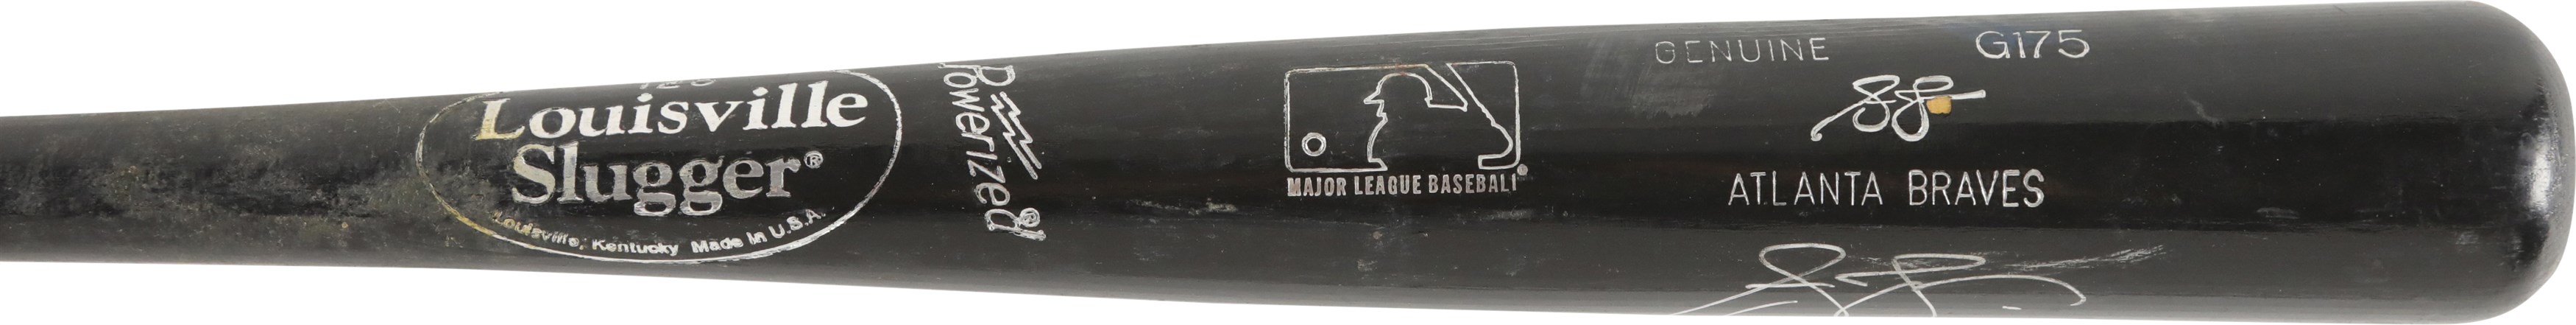 Louisville
Slugger®
Louisville, Kentucky Made in U.S.A.
Powerized
®
MAJOR LEAGUE BASEBALL
®
GENUINE G175
ATLANTA BRAVES